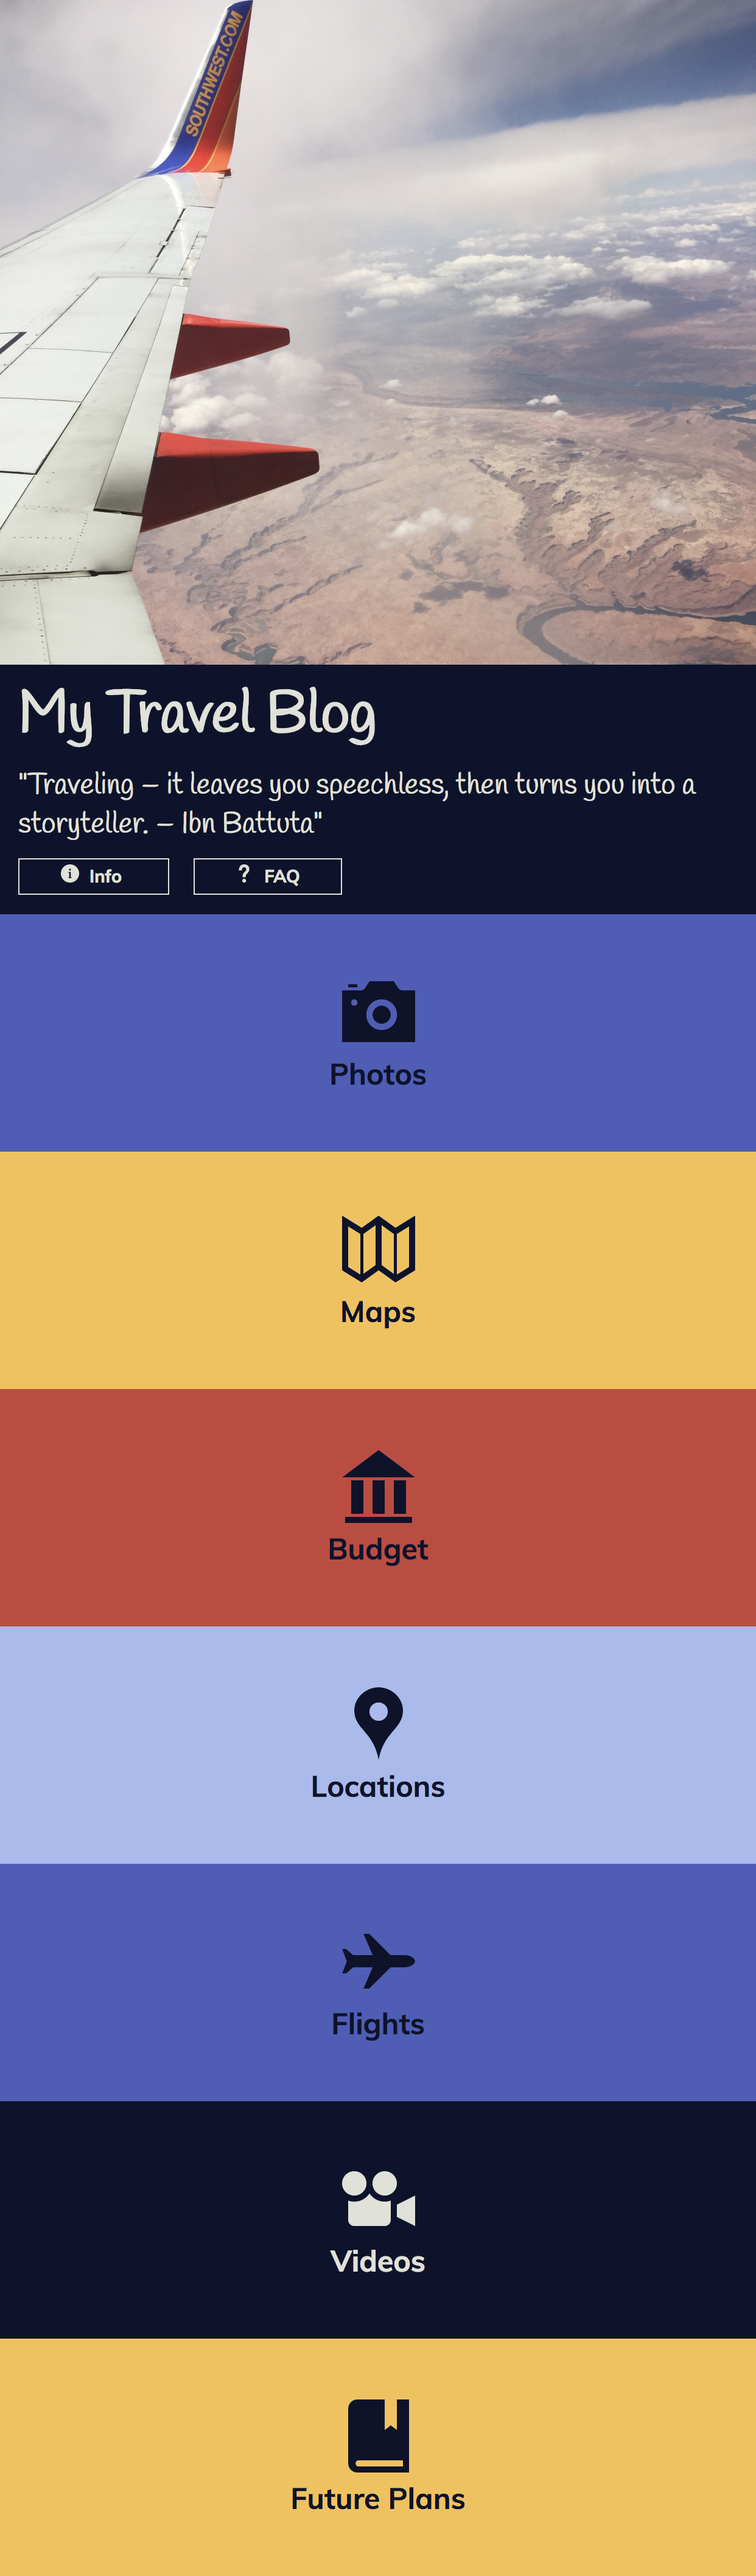 SOUTHWEST.COM
My Travel Blog
"Traveling – it leaves you speechless, then turns you into a
storyteller. – Ibn Battuta"
i Info
? FAQ
Photos
Maps
Budget
Locations
Flights
Videos
Future Plans